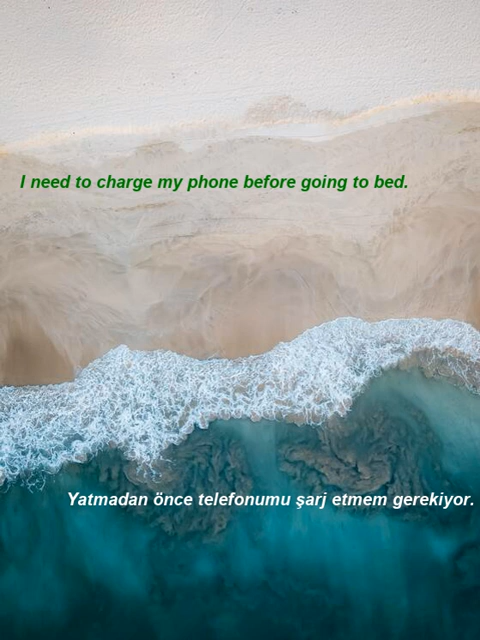 I need to charge my phone before going to bed.
Yatmadan önce telefonumu şarj etmem gerekiyor.